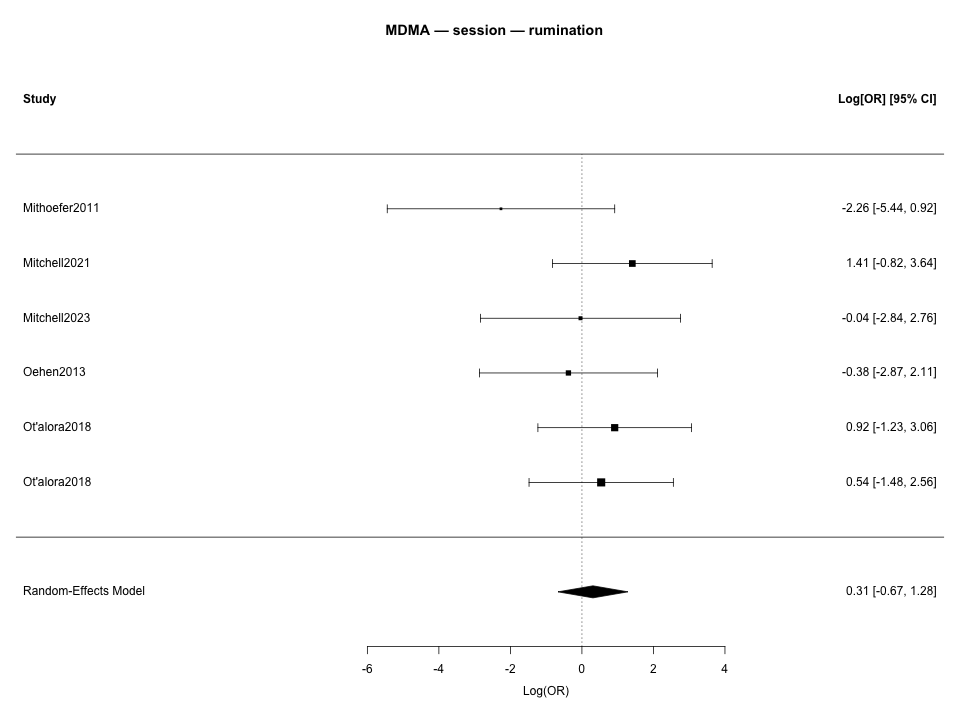 MDMA — session — rumination
Study Log[OR] [95% CI]
Mithoefer2011 -2.26 [-5.44, 0.92]
Mitchell2021 1.41 [-0.82, 3.64]
Mitchell2023 -0.04 [-2.84, 2.76]
Oehen2013 -0.38 [-2.87, 2.11]
Ot'alora2018 0.92 [-1.23, 3.06]
Ot'alora2018 0.54 [-1.48, 2.56]
Random-Effects Model 0.31 [-0.67, 1.28]
-6 -4 -2 0 2 4
Log(OR)